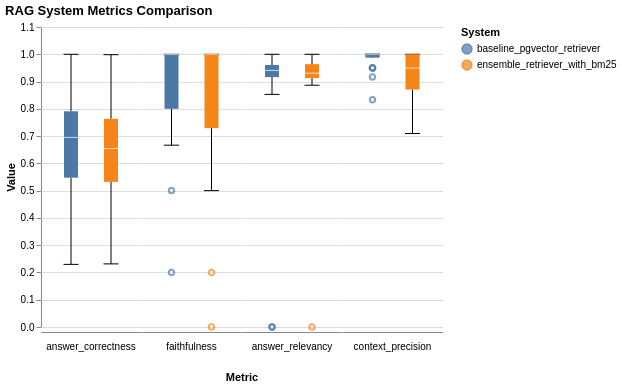 RAG System Metrics Comparison
System
baseline_pgvector_retriever
ensemble_retriever_with_bm25
Value
1.1
1.0
0.9
0.8
0.7
0.6
0.5
0.4
0.3
0.2
0.1
0.0
answer_correctness
faithfulness
answer_relevancy
context_precision
Metric